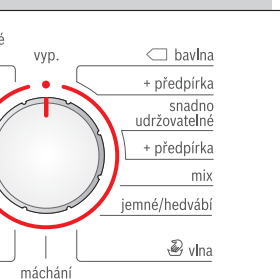 vyp.
bavlna
+ předpírka
snadno
udržovatelné
+ předpírka
mix
jemné/hedvábí
vlna
máchání